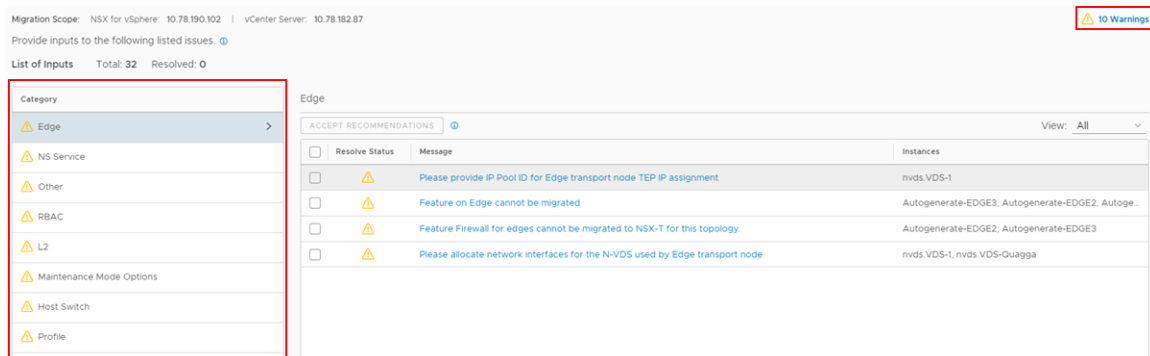 Migration Scope: NSX for vSphere: 10.78.190.102 | vCenter Server: 10.78.182.87
10 Warnings
Provide inputs to the following listed issues.
List of Inputs Total: 32 Resolved: 0
Category
Edge
NS Service
Other
RBAC
L2
Maintenance Mode Options
Host Switch
Profile
Edge
ACCEPT RECOMMENDATIONS
View: All
Resolve Status Message Instances
Please provide IP Pool ID for Edge transport node TEP IP assignment nvds.VDS-1
Feature on Edge cannot be migrated Autogenerate-EDGE3, Autogenerate-EDGE2, Autoge...
Feature Firewall for edges cannot be migrated to NSX-T for this topology. Autogenerate-EDGE2, Autogenerate-EDGE3
Please allocate network interfaces for the N-VDS used by Edge transport node nvds.VDS-1, nvds.VDS-Quagga